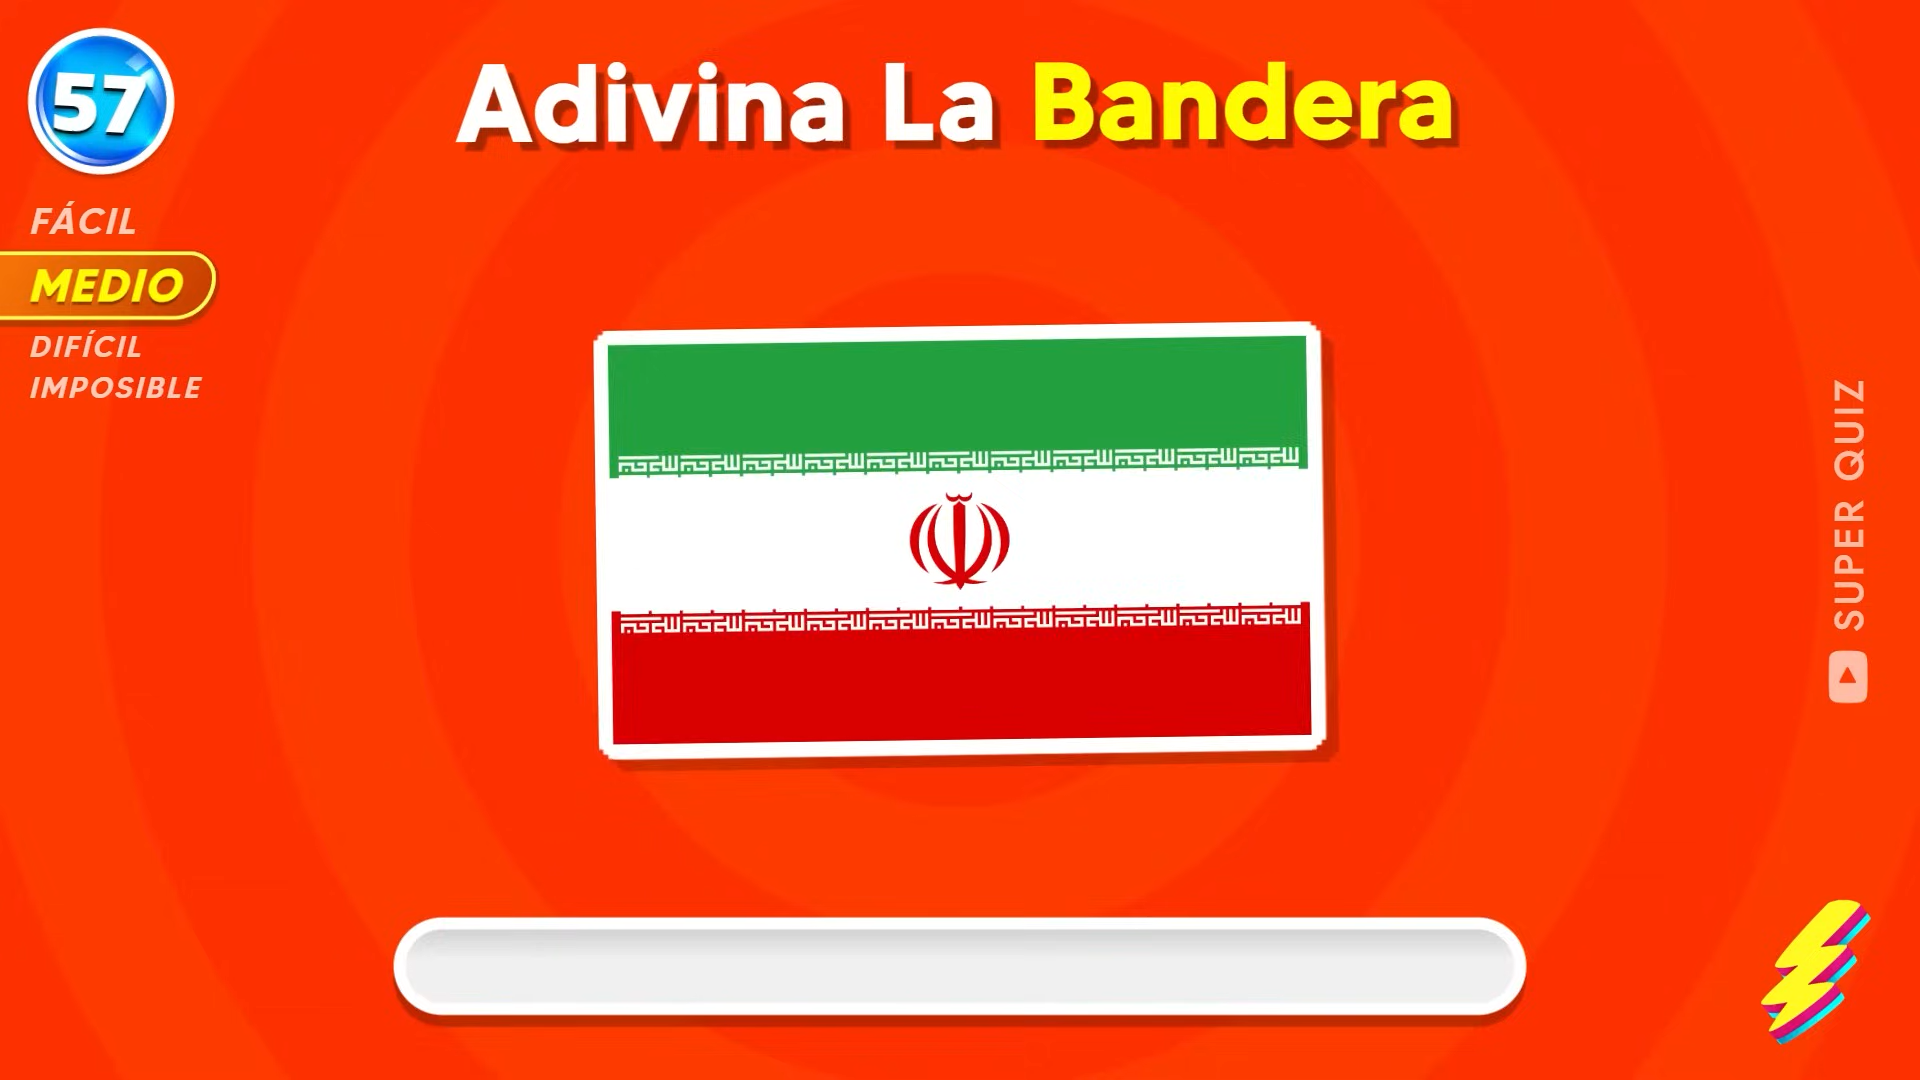 57
Adivina La Bandera
FÁCIL
MEDIO
DIFÍCIL
IMPOSIBLE
SUPER QUIZ